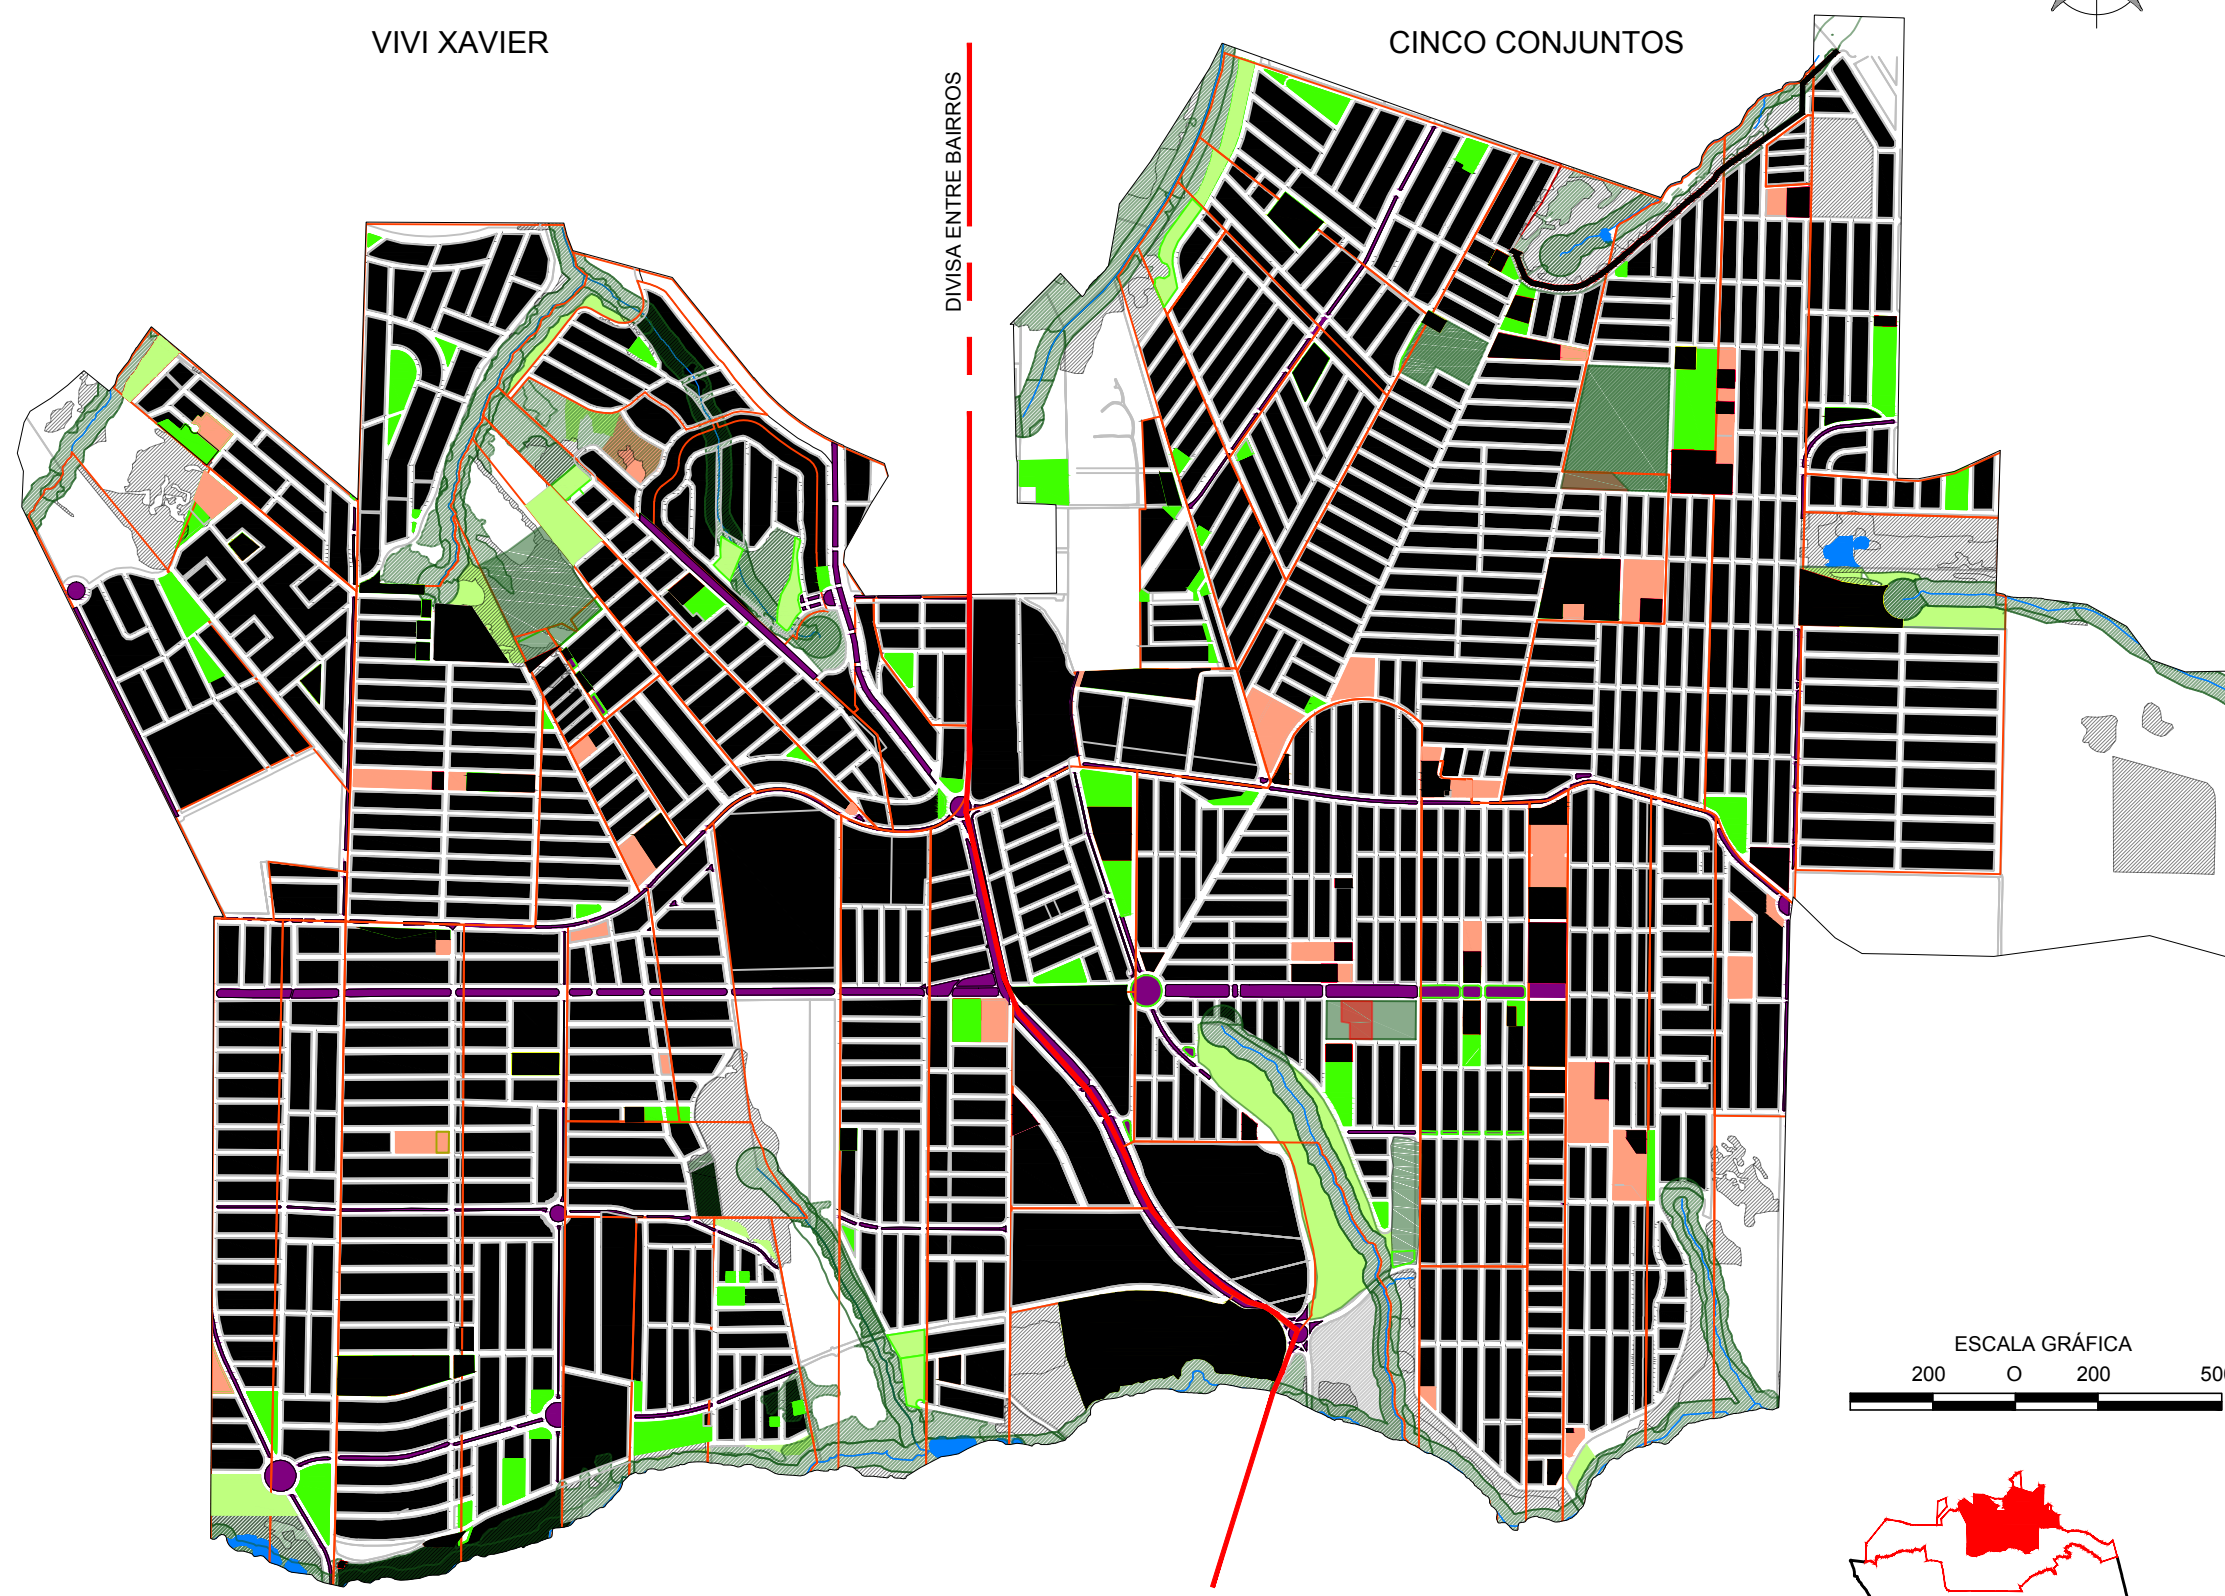 VIVI XAVIER
CINCO CONJUNTOS
DIVISA ENTRE BAIRROS
ESCALA GRÁFICA
200 O 200